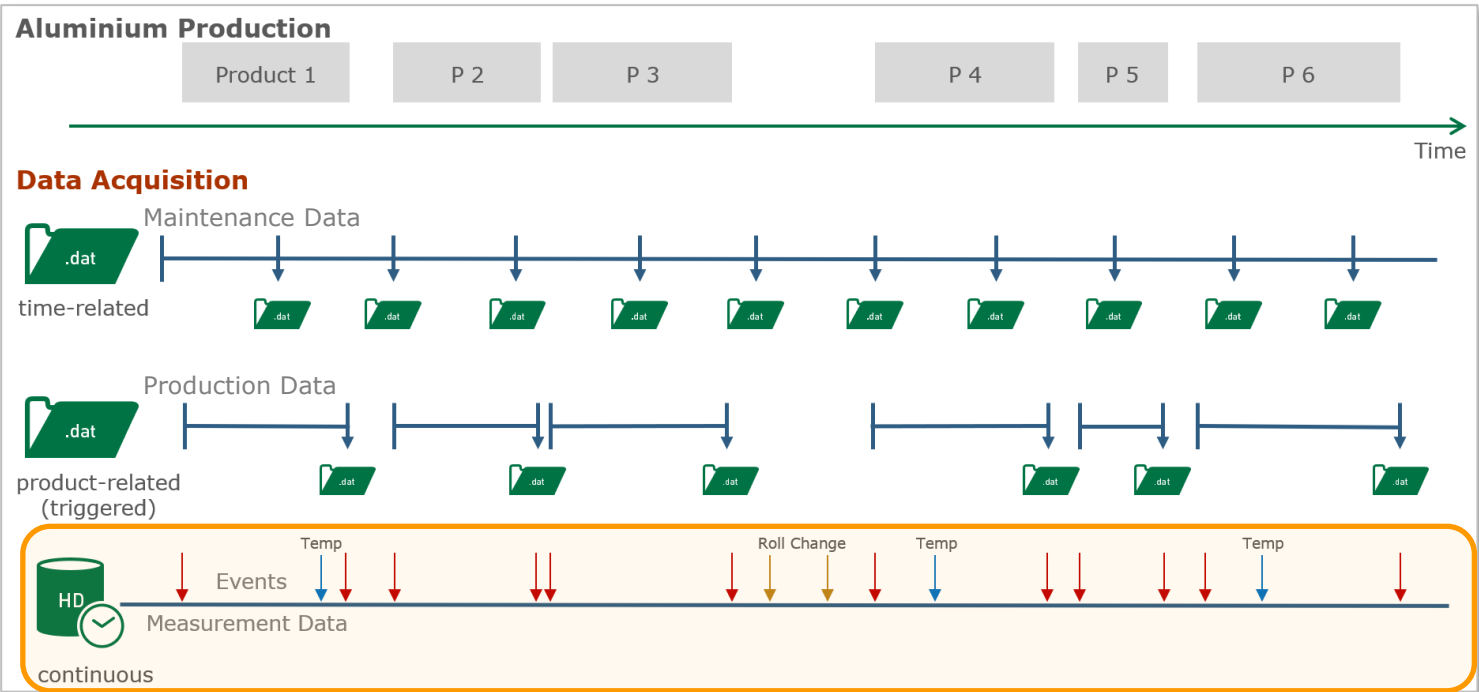 Aluminium Production
Product 1 P 2 P 3 P 4 P 5 P 6
Time
Data Acquisition
Maintenance Data
.dat
time-related
.dat .dat .dat .dat .dat .dat .dat .dat .dat .dat
Production Data
.dat
product-related
(triggered)
.dat .dat .dat .dat .dat .dat
Temp Roll Change Temp Temp
Events
HD
Measurement Data
continuous